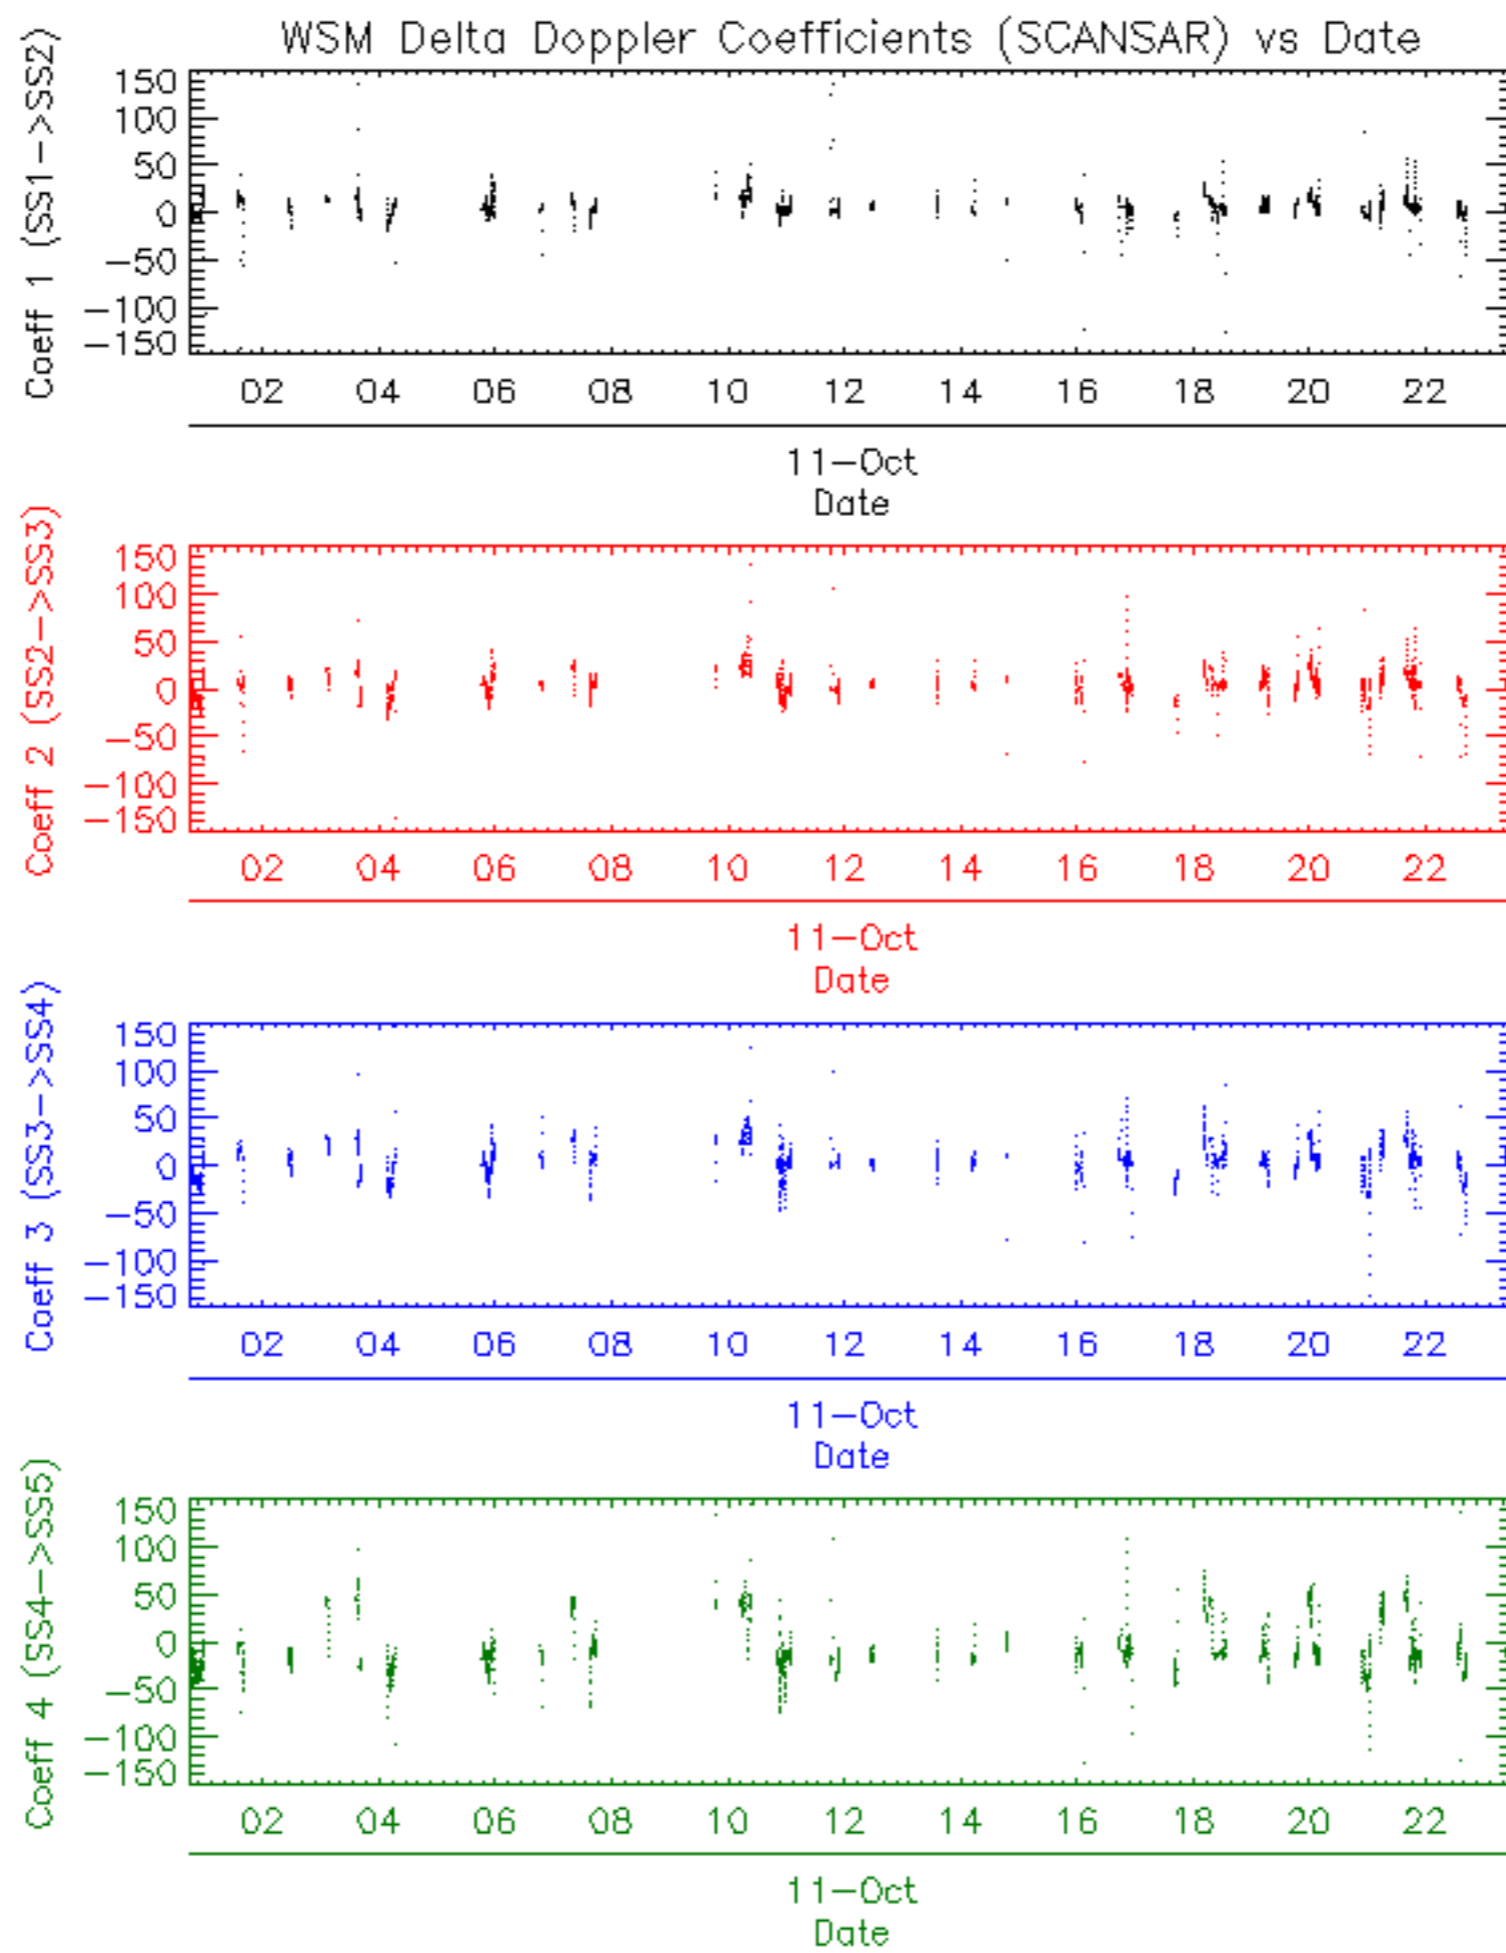 WSM Delta Doppler Coefficients (SCANSAR) vs Date
Coeff 1 (SS1->SS2)
150
100
50
0
-50
-100
-150
02 04 06 08 10 12 14 16 18 20 22
11-Oct
Date
Coeff 2 (SS2->SS3)
150
100
50
0
-50
-100
-150
02 04 06 08 10 12 14 16 18 20 22
11-Oct
Date
Coeff 3 (SS3->SS4)
150
100
50
0
-50
-100
-150
02 04 06 08 10 12 14 16 18 20 22
11-Oct
Date
Coeff 4 (SS4->SS5)
150
100
50
0
-50
-100
-150
02 04 06 08 10 12 14 16 18 20 22
11-Oct
Date